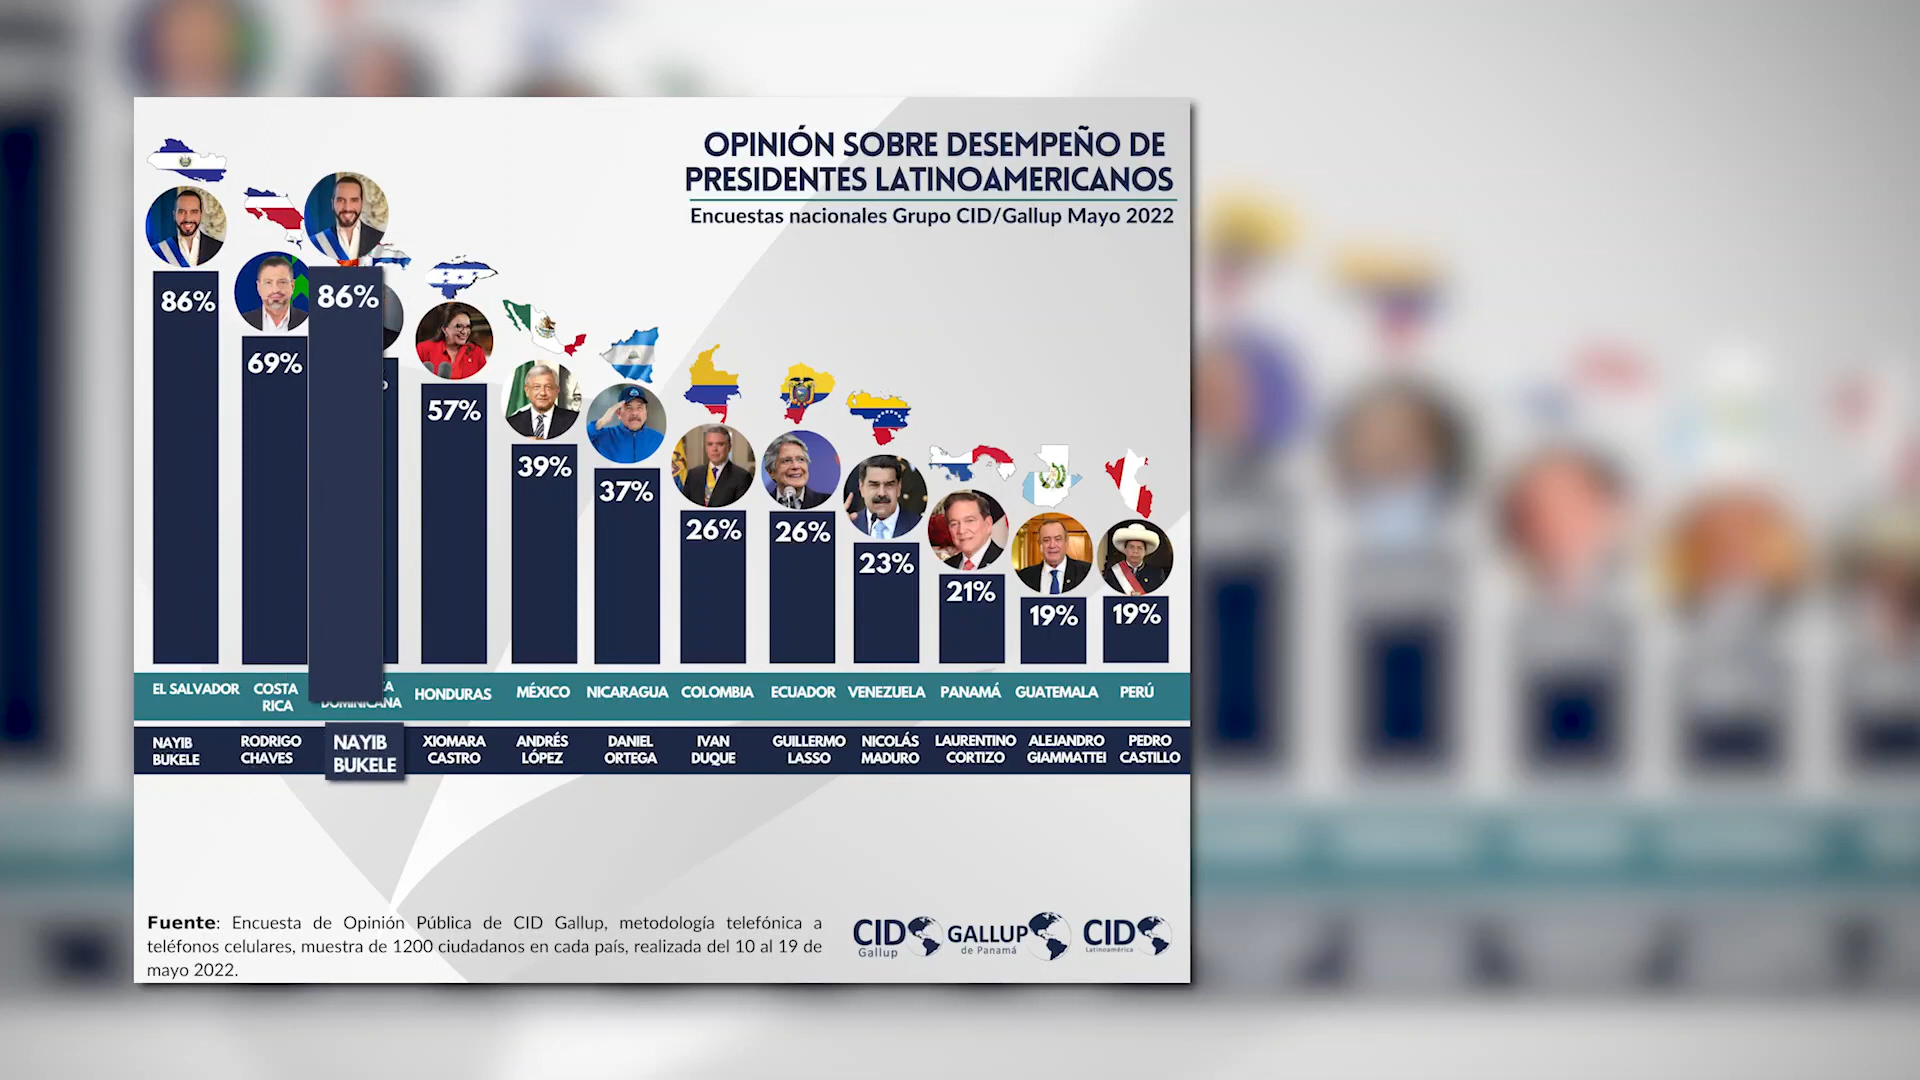 OPINIÓN SOBRE DESEMPEÑO DE
PRESIDENTES LATINOAMERICANOS
Encuestas nacionales Grupo CID/Gallup Mayo 2022
86%
69%
86%
57%
39%
37%
26%
26%
23%
21%
19%
19%
EL SALVADOR
COSTA
RICA
DOMINICANA
HONDURAS
MÉXICO
NICARAGUA
COLOMBIA
ECUADOR
VENEZUELA
PANAMÁ
GUATEMALA
PERÚ
NAYIB
BUKELE
RODRIGO
CHAVES
NAYIB
BUKELE
XIOMARA
CASTRO
ANDRÉS
LÓPEZ
DANIEL
ORTEGA
IVAN
DUQUE
GUILLERMO
LASSO
NICOLÁS
MADURO
LAURENTINO
CORTIZO
ALEJANDRO
GIAMMATTEI
PEDRO
CASTILLO
Fuente: Encuesta de Opinión Pública de CID Gallup, metodología telefónica a
teléfonos celulares, muestra de 1200 ciudadanos en cada país, realizada del 10 al 19 de
mayo 2022.
CID
Gallup
GALLUP
de Panamá
CID
Latinoamérica